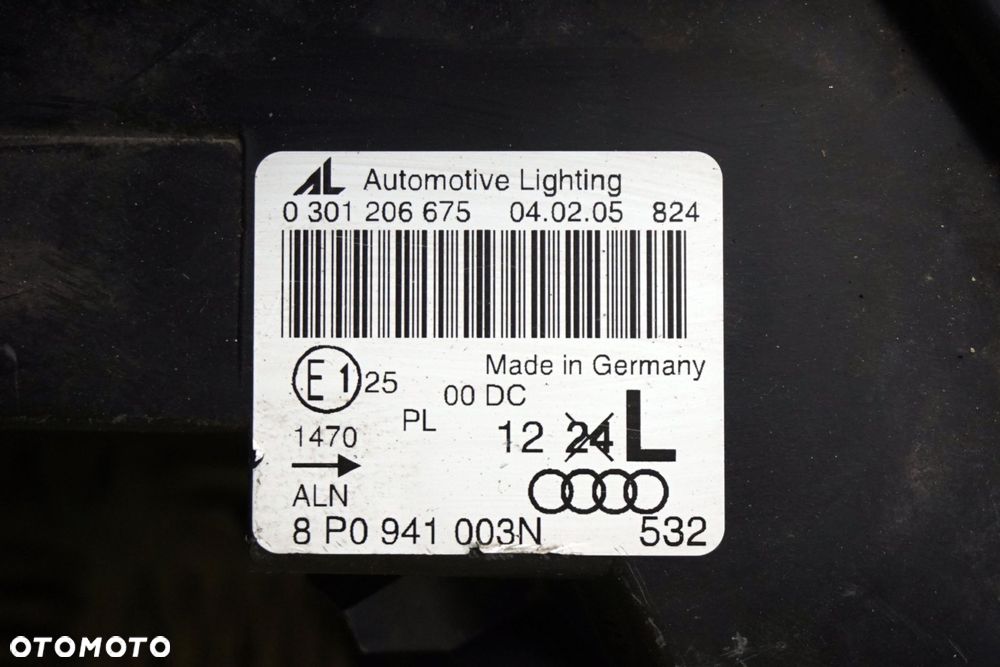 AL Automotive Lighting
0 301 206 675 04.02.05 824
Made in Germany
E1 25
00 DC
PL
1470
12 24 L
ALN
8 P0 941 003N 532
OTOMOTO